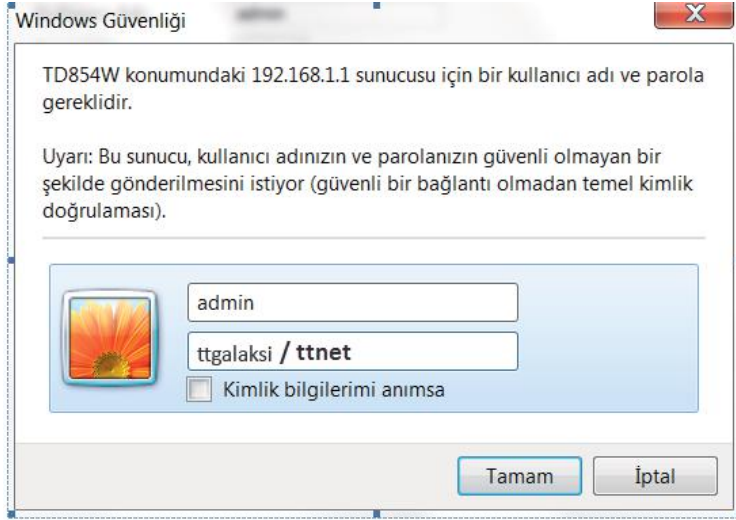 Windows Güvenliği
TD854W konumundaki 192.168.1.1 sunucusu için bir kullanıcı adı ve parola
gereklidir.
Uyarı: Bu sunucu, kullanıcı adınızın ve parolanızın güvenli olmayan bir
şekilde gönderilmesini istiyor (güvenli bir bağlantı olmadan temel kimlik
doğrulaması).
admin
ttgalaksi / ttnet
Kimlik bilgilerimi anımsa
Tamam
İptal